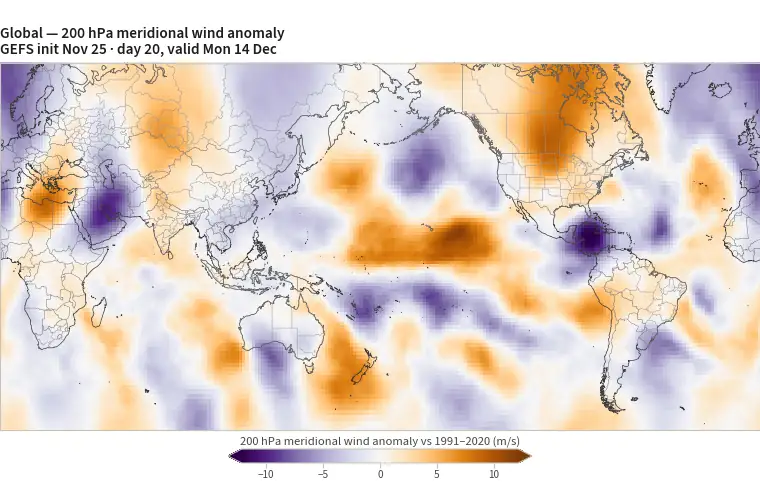 Global — 200 hPa meridional wind anomaly
GEFS init Nov 25 · day 20, valid Mon 14 Dec
200 hPa meridional wind anomaly vs 1991–2020 (m/s)
−10 −5 0 5 10